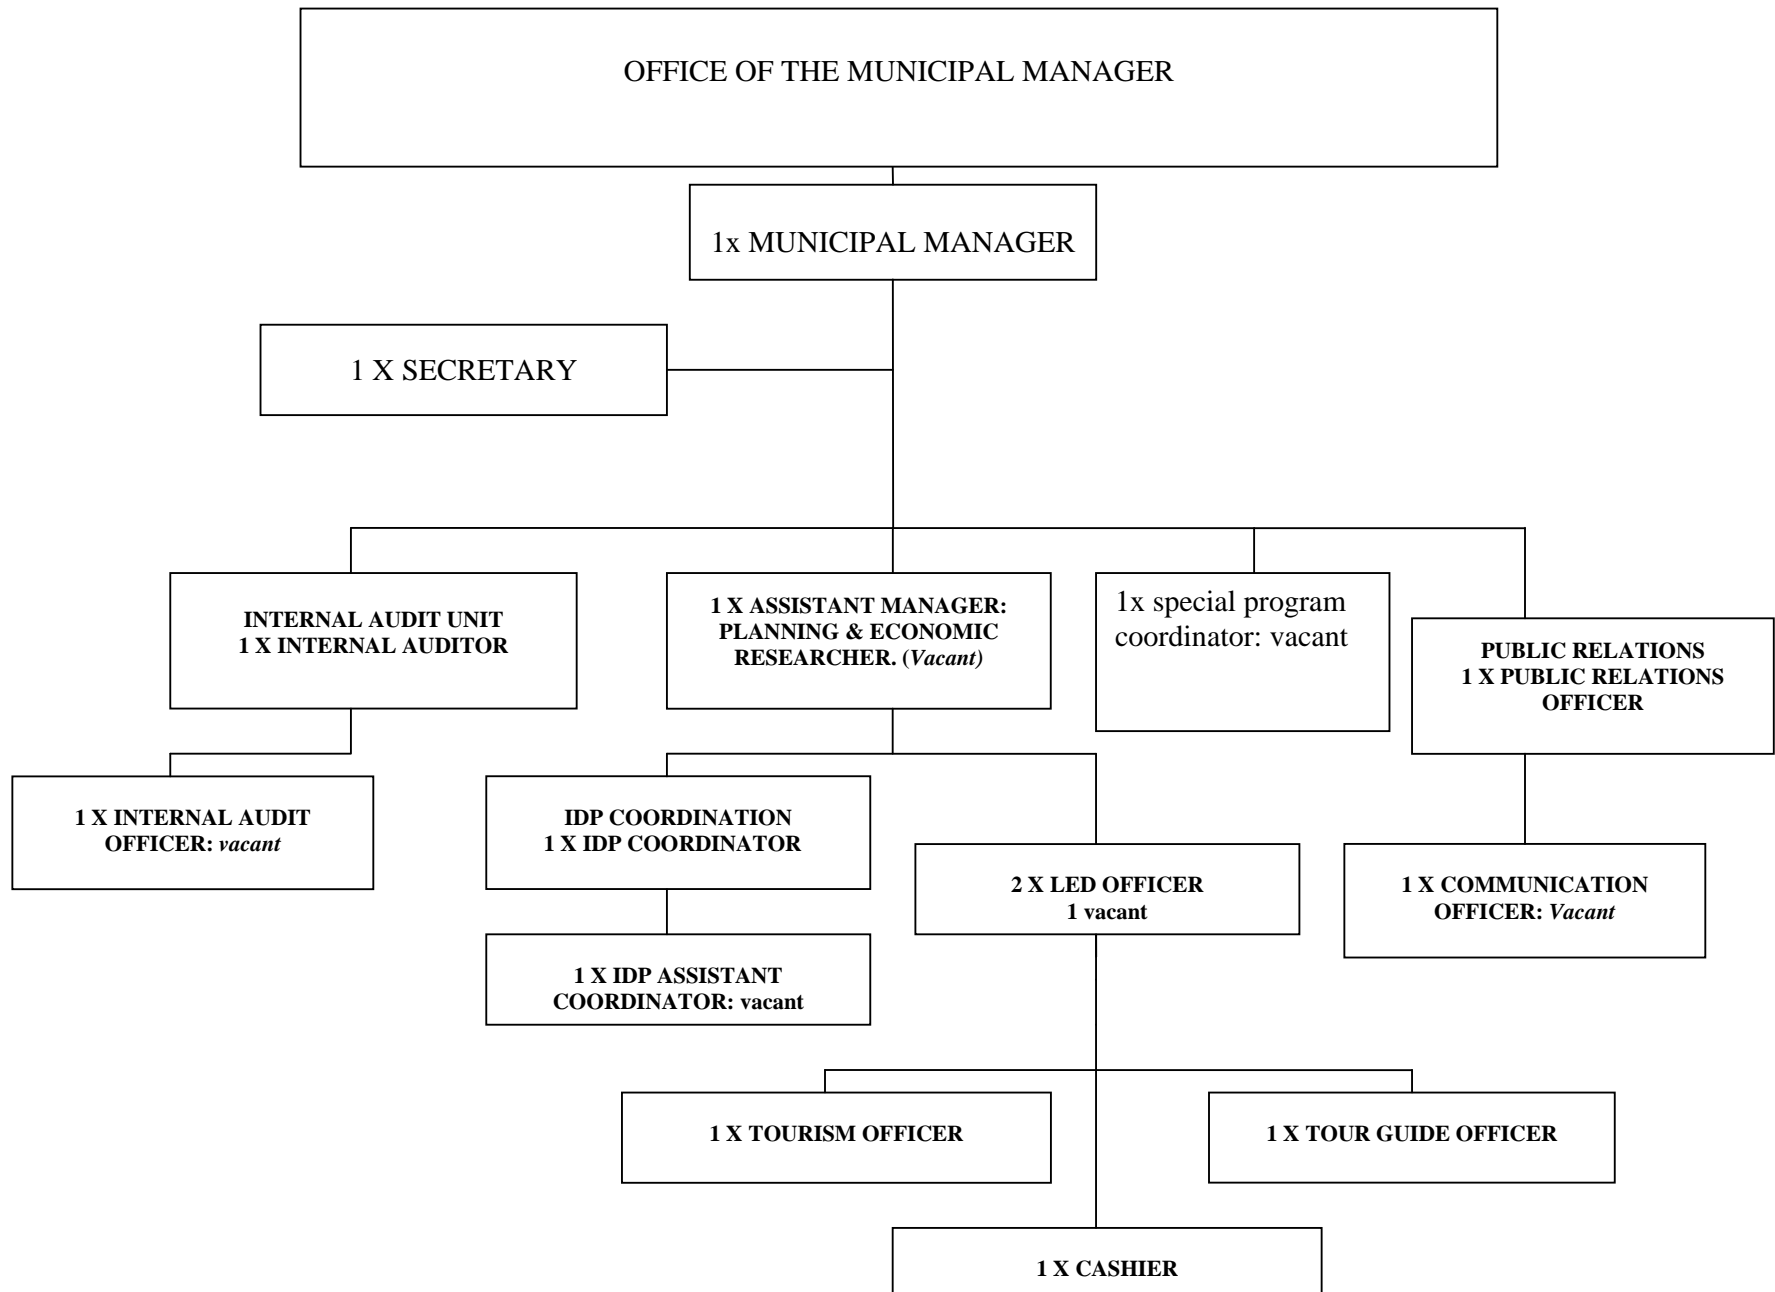 OFFICE OF THE MUNICIPAL MANAGER
1x MUNICIPAL MANAGER
1 X SECRETARY
INTERNAL AUDIT UNIT
1 X INTERNAL AUDITOR
1 X ASSISTANT MANAGER:
PLANNING & ECONOMIC
RESEARCHER. (Vacant)
1x special program
coordinator: vacant
PUBLIC RELATIONS
1 X PUBLIC RELATIONS
OFFICER
1 X INTERNAL AUDIT
OFFICER: vacant
IDP COORDINATION
1 X IDP COORDINATOR
2 X LED OFFICER
1 vacant
1 X COMMUNICATION
OFFICER: Vacant
1 X IDP ASSISTANT
COORDINATOR: vacant
1 X TOURISM OFFICER
1 X TOUR GUIDE OFFICER
1 X CASHIER